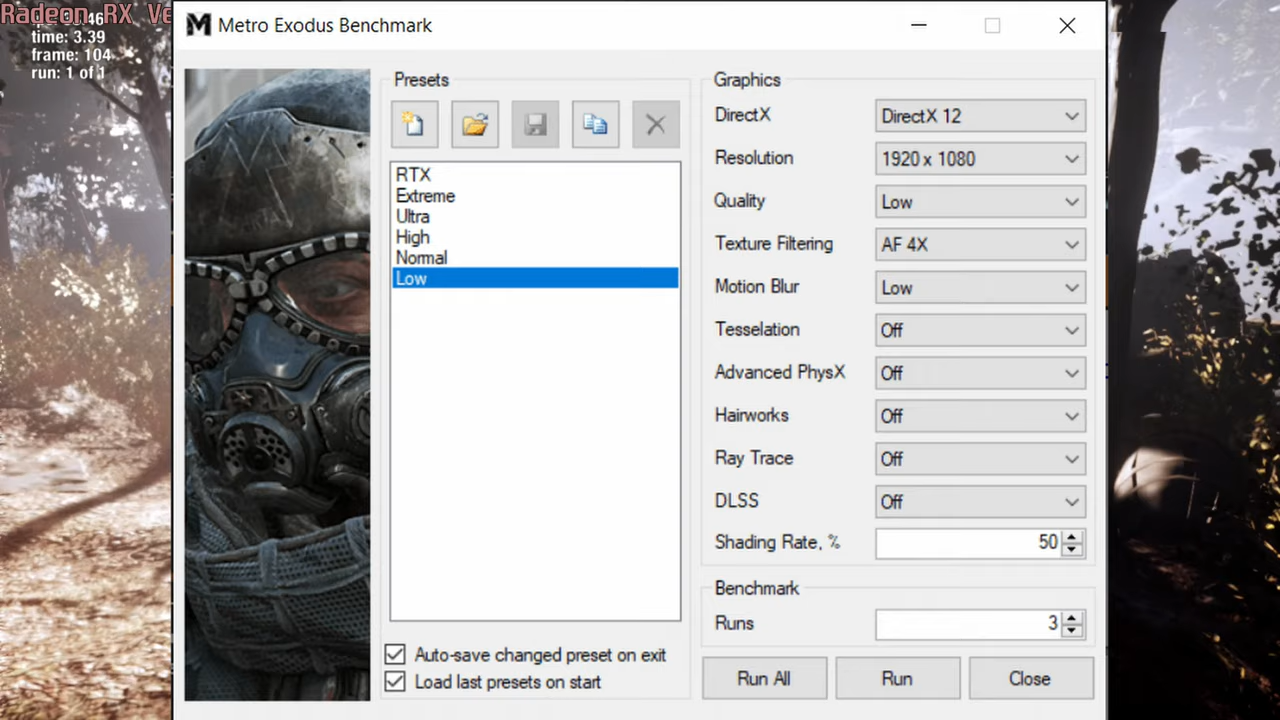 Radeon RX
time: 3.39
frame: 104
run: 1 of 1
Metro Exodus Benchmark
Presets
RTX
Extreme
Ultra
High
Normal
Low
Auto-save changed preset on exit
Load last presets on start
Graphics
DirectX DirectX 12
Resolution 1920 x 1080
Quality Low
Texture Filtering AF 4X
Motion Blur Low
Tesselation Off
Advanced PhysX Off
Hairworks Off
Ray Trace Off
DLSS Off
Shading Rate, % 50
Benchmark
Runs 3
Run All Run Close